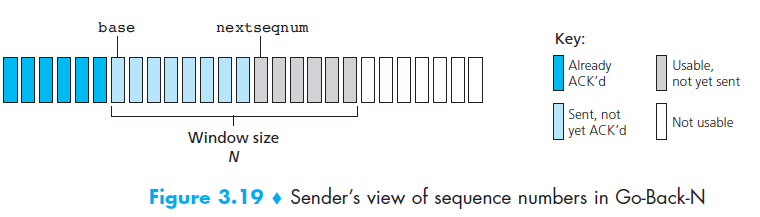 base
nextseqnum
Key:
Already
ACK'd
Usable,
not yet sent
Sent, not
yet ACK'd
Not usable
Window size
N
Figure 3.19 ♦ Sender's view of sequence numbers in Go-Back-N